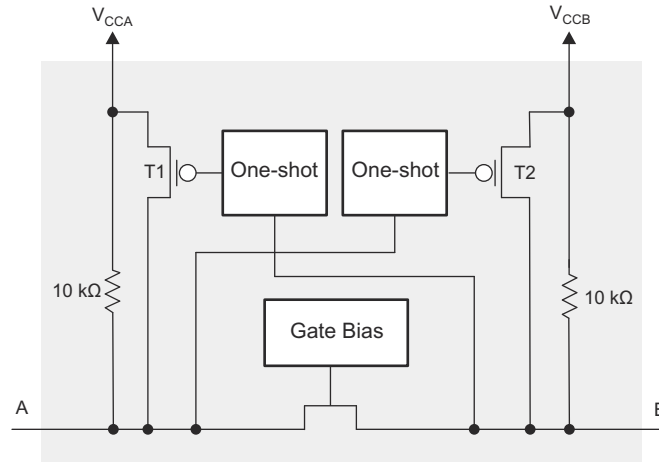 VCCA
VCCB
T1
One-shot
One-shot
T2
10 kΩ
10 kΩ
Gate Bias
A